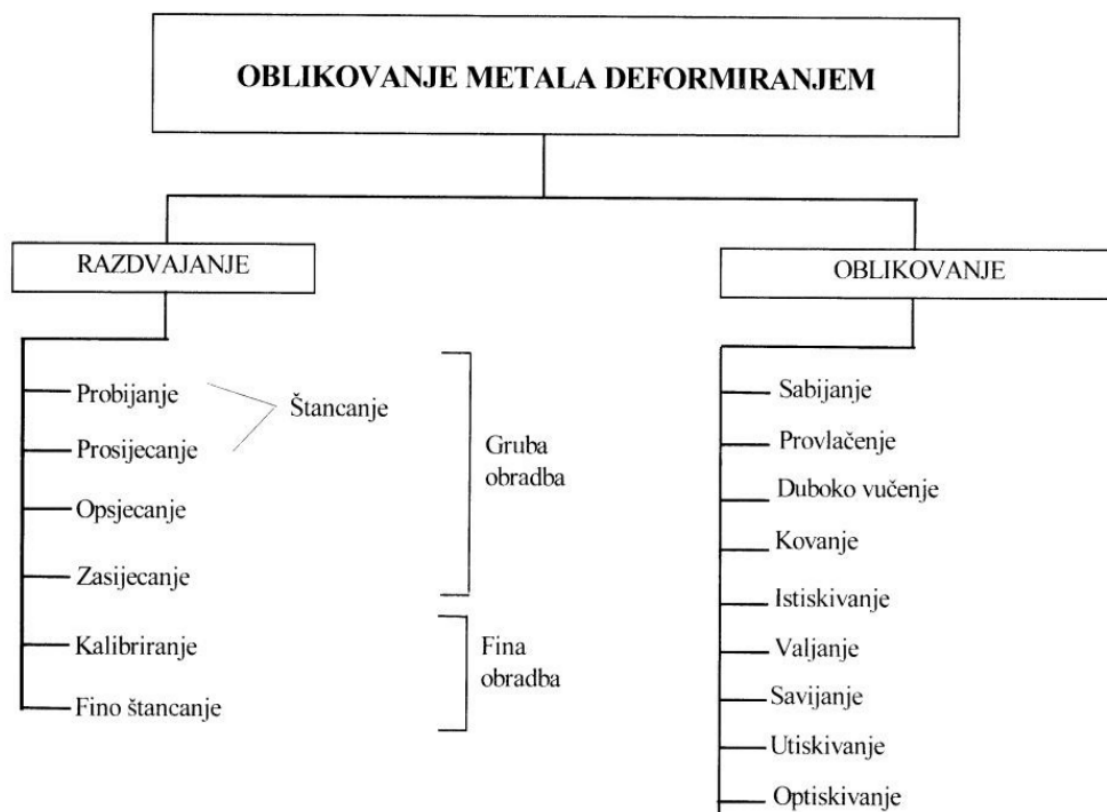 OBLIKOVANJE METALA DEFORMIRANJEM
RAZDVAJANJE
Probijanje
Prosijecanje
Štancanje
Opsjecanje
Zasijecanje
Gruba
obradba
Kalibriranje
Fino štancanje
Fina
obradba
OBLIKOVANJE
Sabijanje
Provlačenje
Duboko vučenje
Kovanje
Istiskivanje
Valjanje
Savijanje
Utiskivanje
Optiskivanje